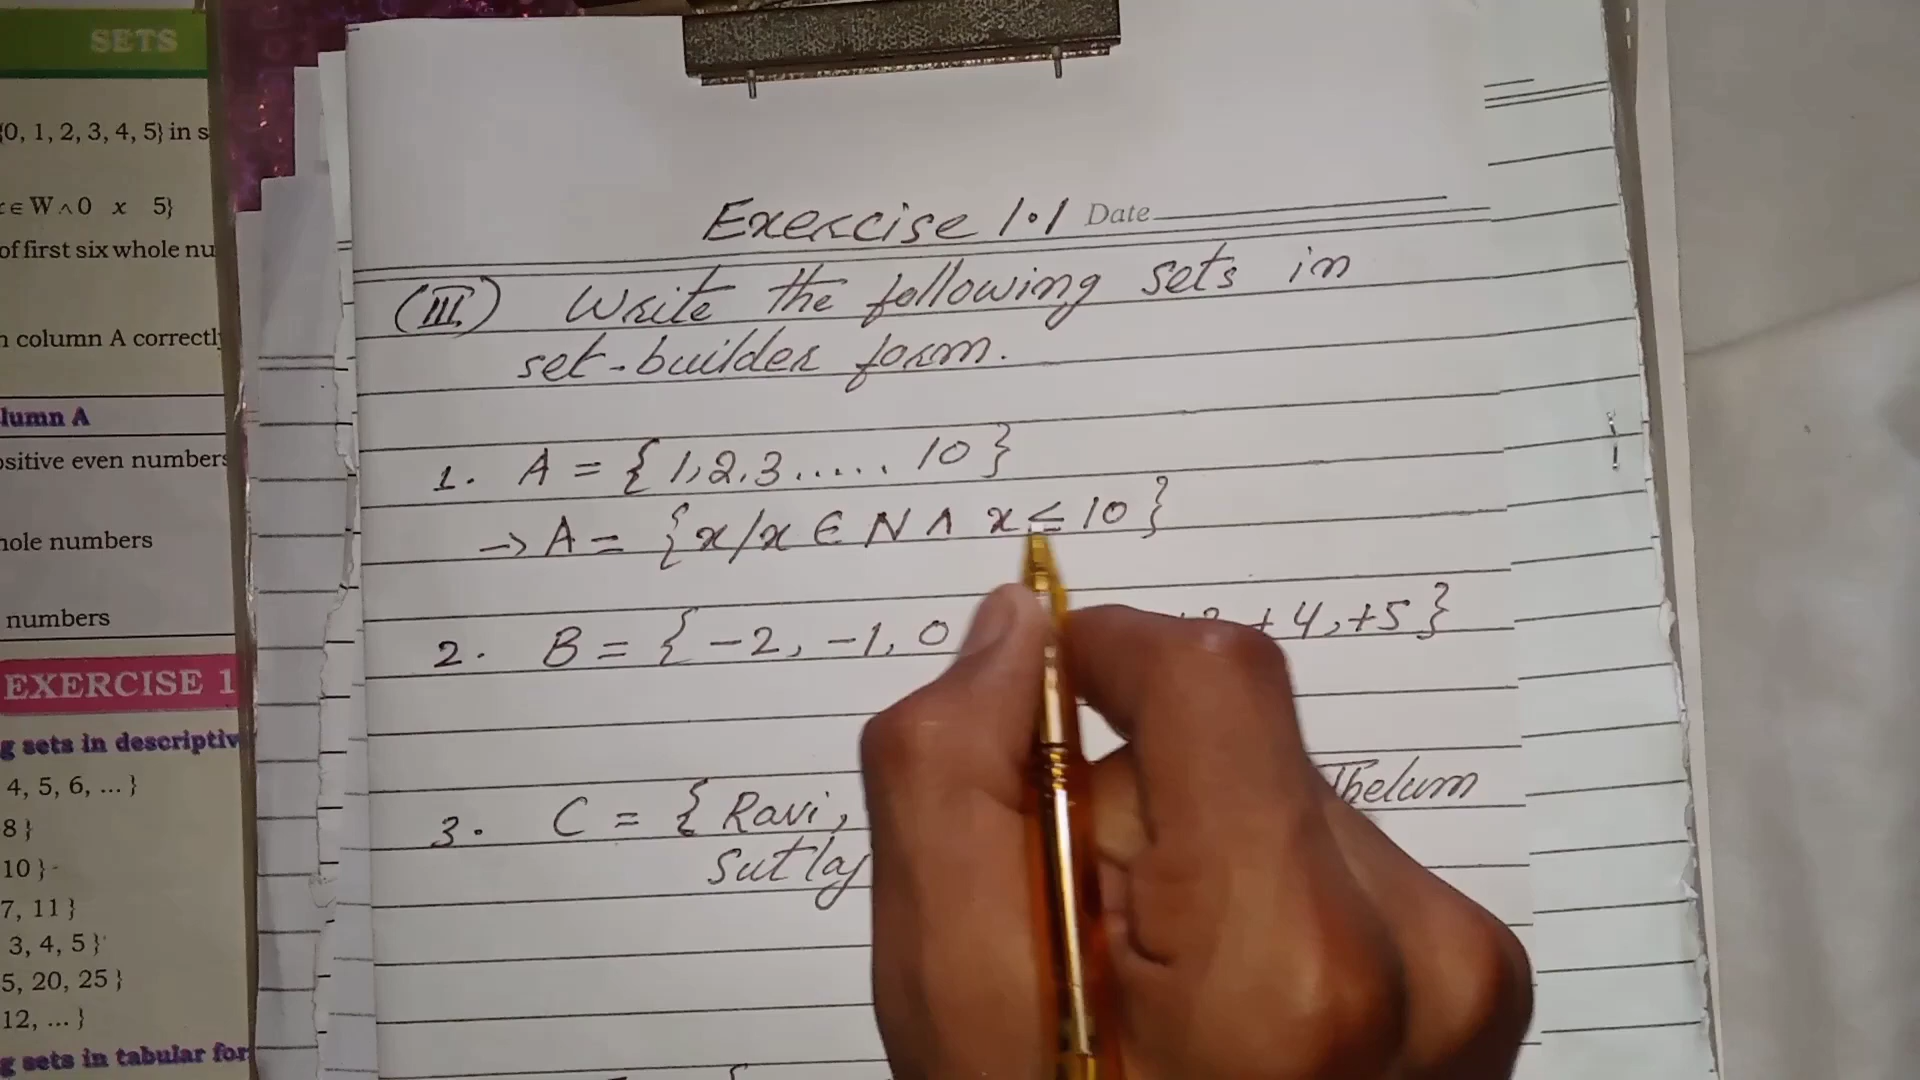 SETS
{0, 1, 2, 3, 4, 5} in s
∈ W ∧ 0 x 5}
of first six whole nu
column A correctly
lumn A
ositive even numbers
hole numbers
numbers
EXERCISE 1
g sets in descriptiv
4, 5, 6, ... }
8 }
10 }
7, 11 }
3, 4, 5 }
5, 20, 25 }
12, ... }
g sets in tabular for
Exercise 1.1 Date
(III) Write the following sets in
set-builder form.
1. A = { 1, 2, 3 ..... 10 }
→ A = { x/x ∈ N ∧ x ≤ 10 }
2. B = { -2, -1, 0 +4, +5 }
3. C = { Ravi, Jhelum
sutlaj